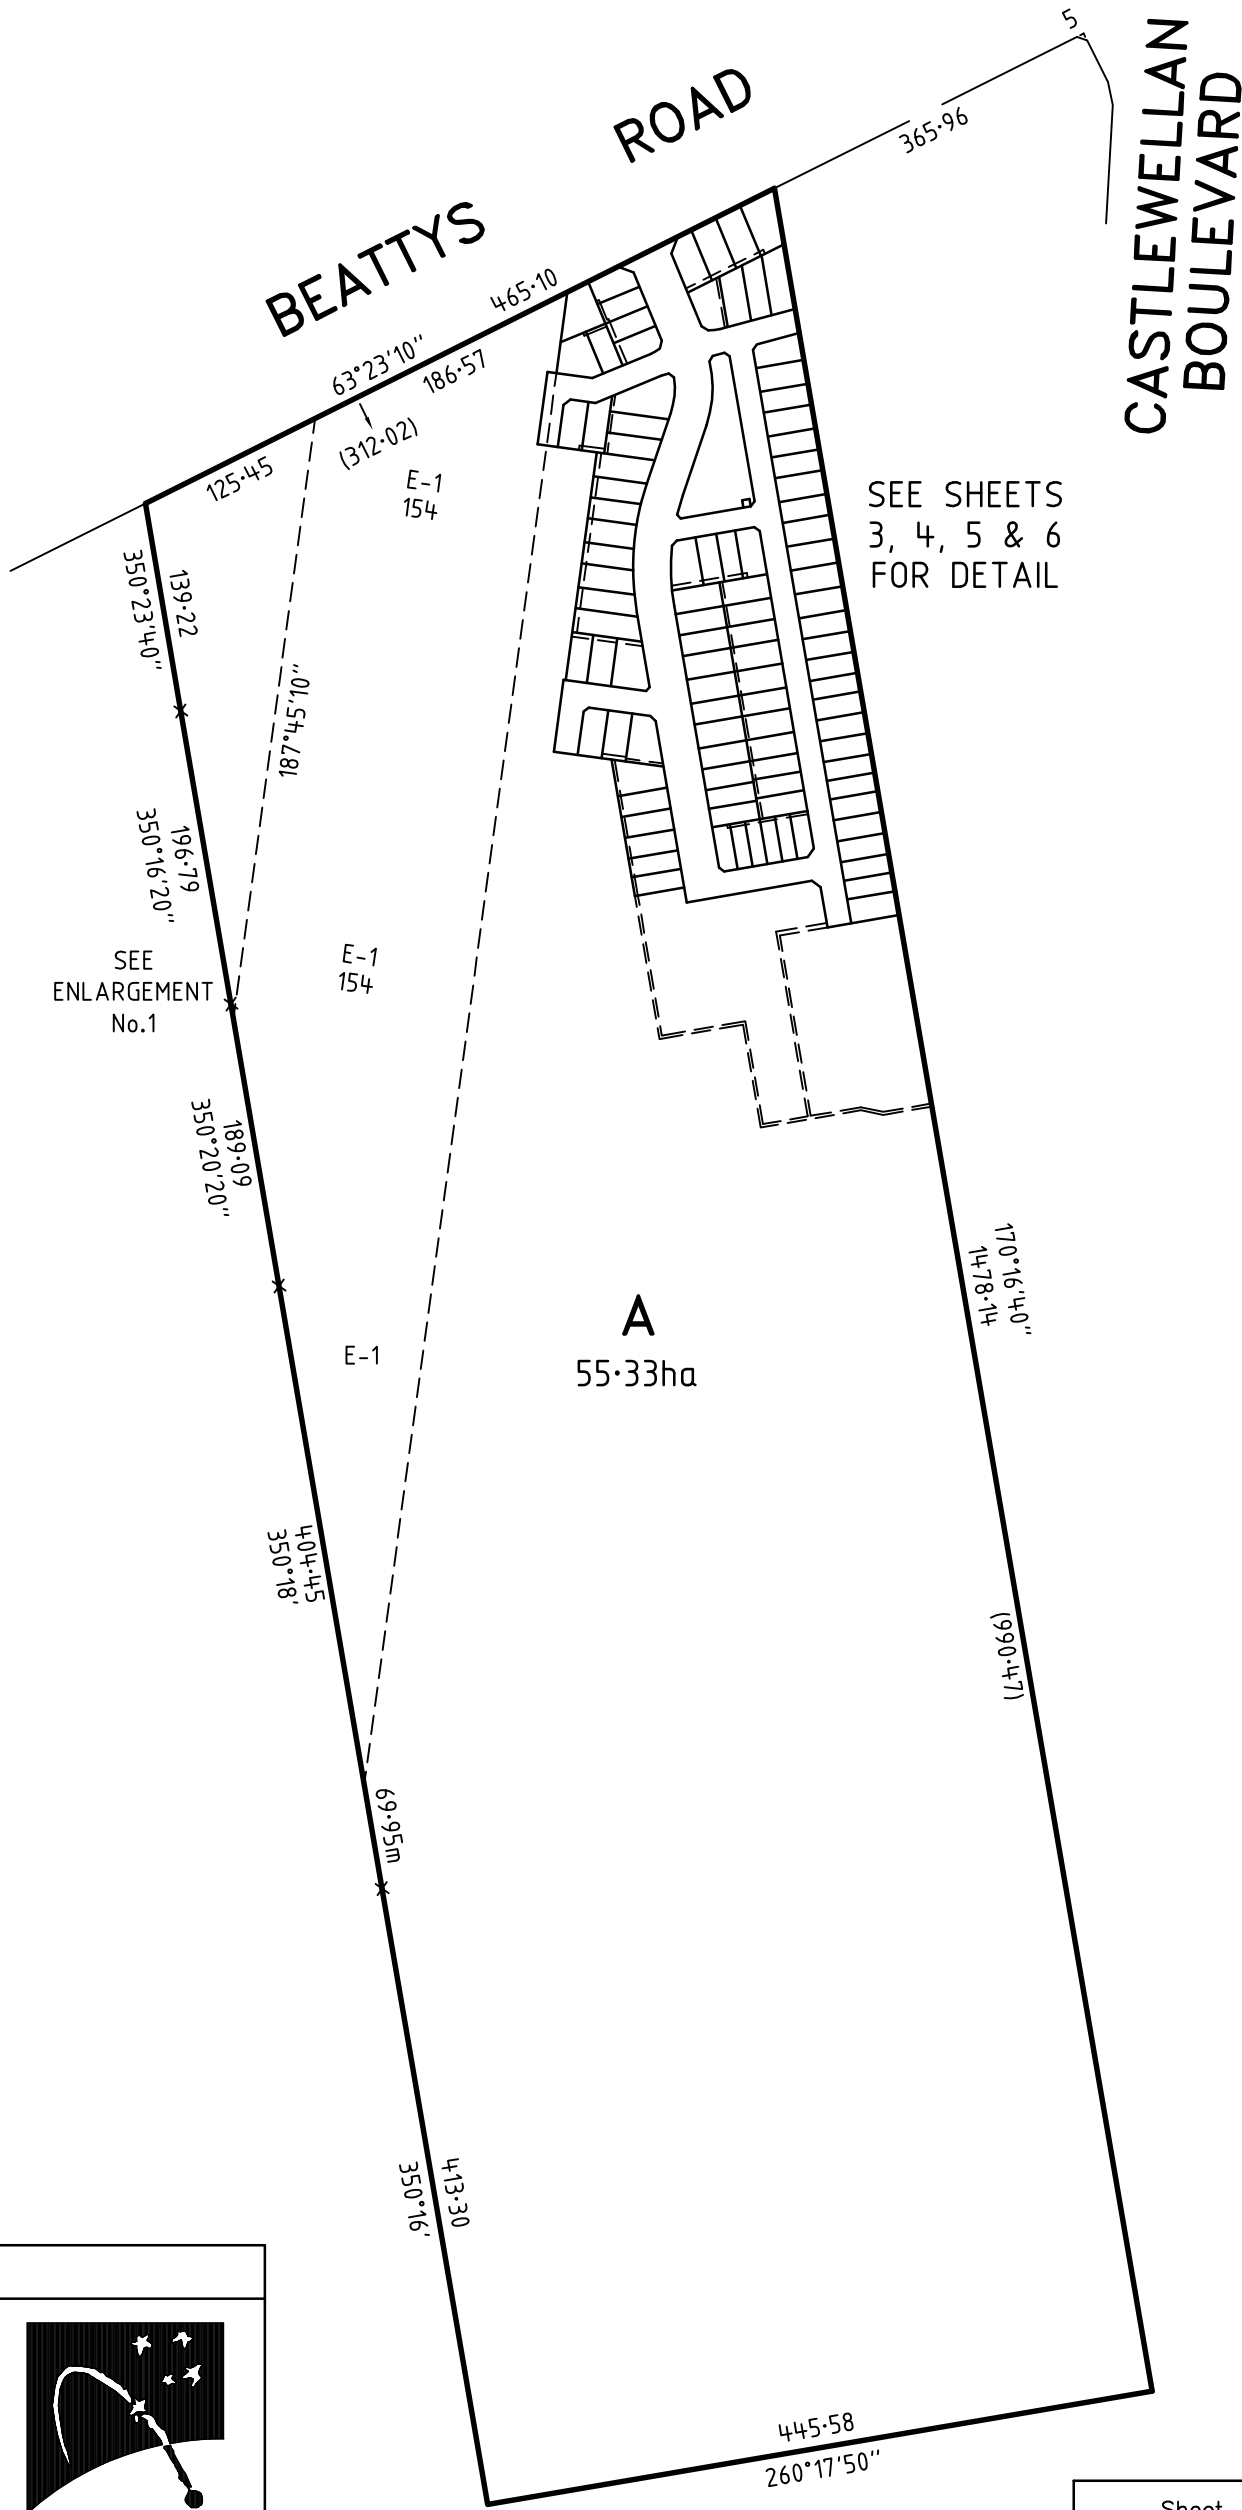 5
CASTLEWELLAN
BOULEVARD
ROAD
365·96
BEATTYS
465·10
63°23'10"
186·57
(312·02)
125·45
E-1
154
SEE SHEETS
3, 4, 5 & 6
FOR DETAIL
139·22
350°23'40"
187°45'10"
196·79
350°16'20"
E-1
154
SEE
ENLARGEMENT
No.1
189·09
350°20'20"
170°16'40"
1478·14
A
55·33ha
E-1
404·45
350°18'
(990·47)
69·95m
413·30
350°16'
445·58
260°17'50"
Sheet